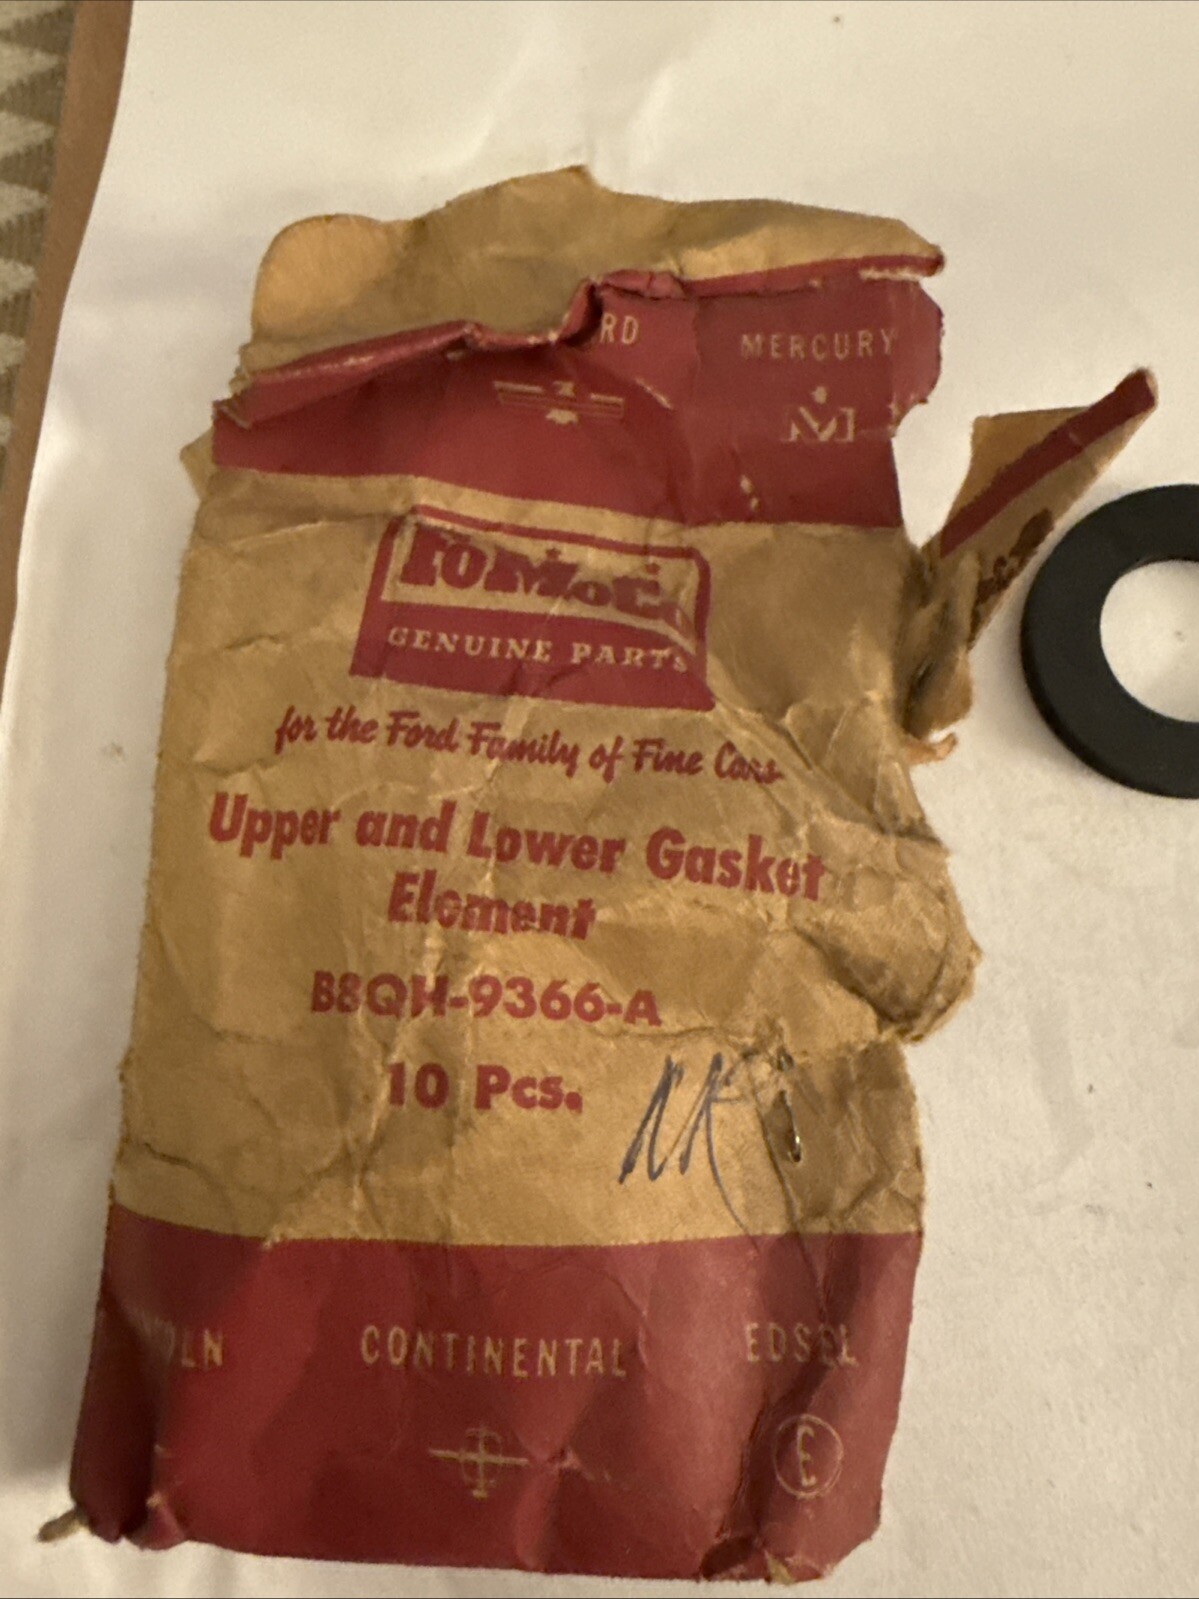 RD MERCURY
M
FoMoCo
GENUINE PARTS
for the Ford Family of Fine Cars
Upper and Lower Gasket
Element
B8QH-9366-A
10 Pcs.
OLN CONTINENTAL EDSEL
E